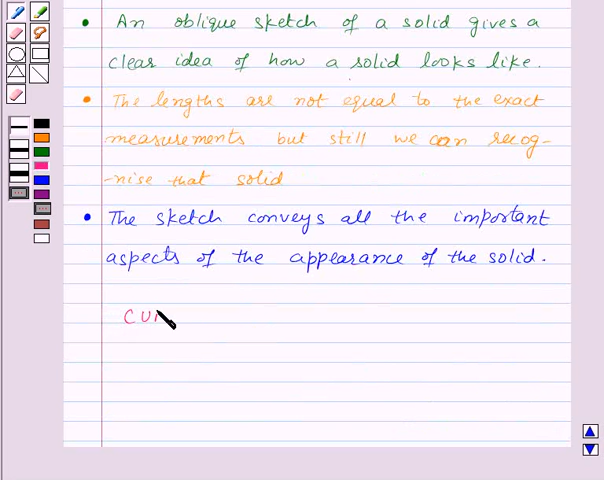 • An oblique sketch of a solid gives a
clear idea of how a solid looks like.
• The lengths are not equal to the exact
measurements but still we can recog-
-nise that solid
• The sketch conveys all the important
aspects of the appearance of the solid.
CU